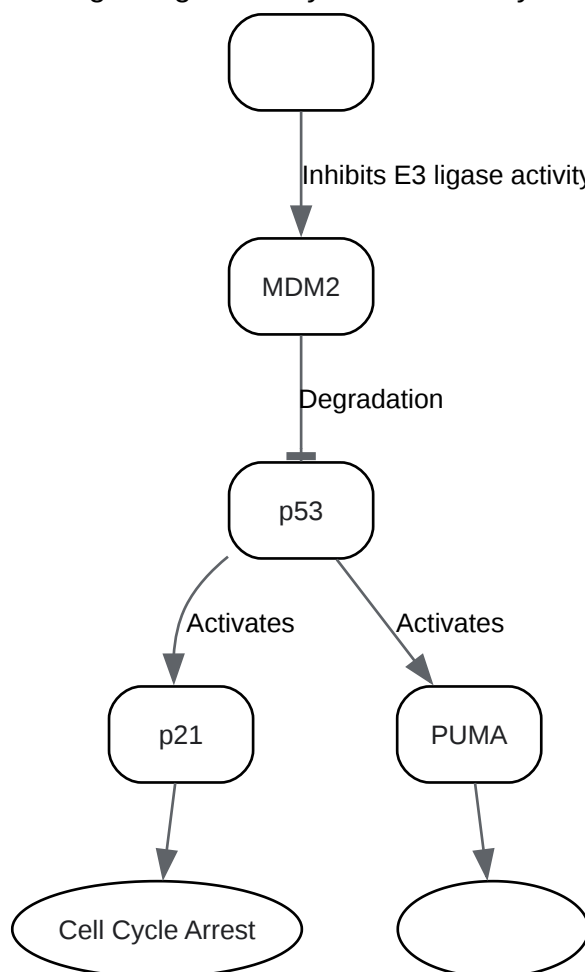 Inhibits E3 ligase activity
MDM2
Degradation
p53
Activates
Activates
p21
PUMA
Cell Cycle Arrest